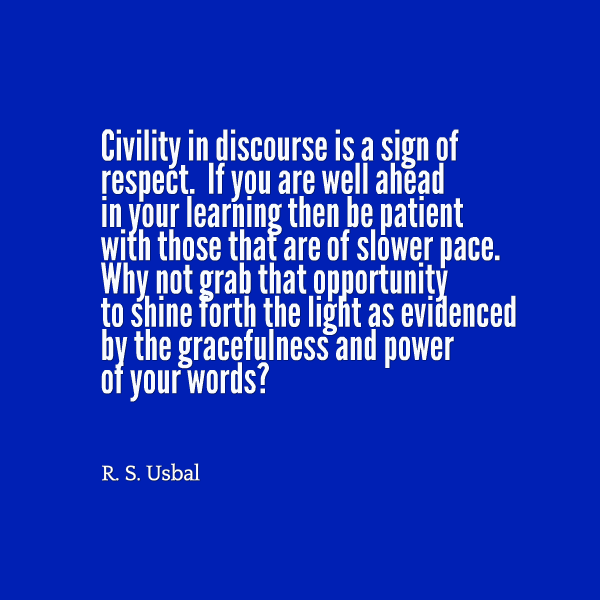 Civility in discourse is a sign of
respect.  If you are well ahead
in your learning then be patient
with those that are of slower pace.
Why not grab that opportunity
to shine forth the light as evidenced
by the gracefulness and power
of your words?
R. S. Usbal